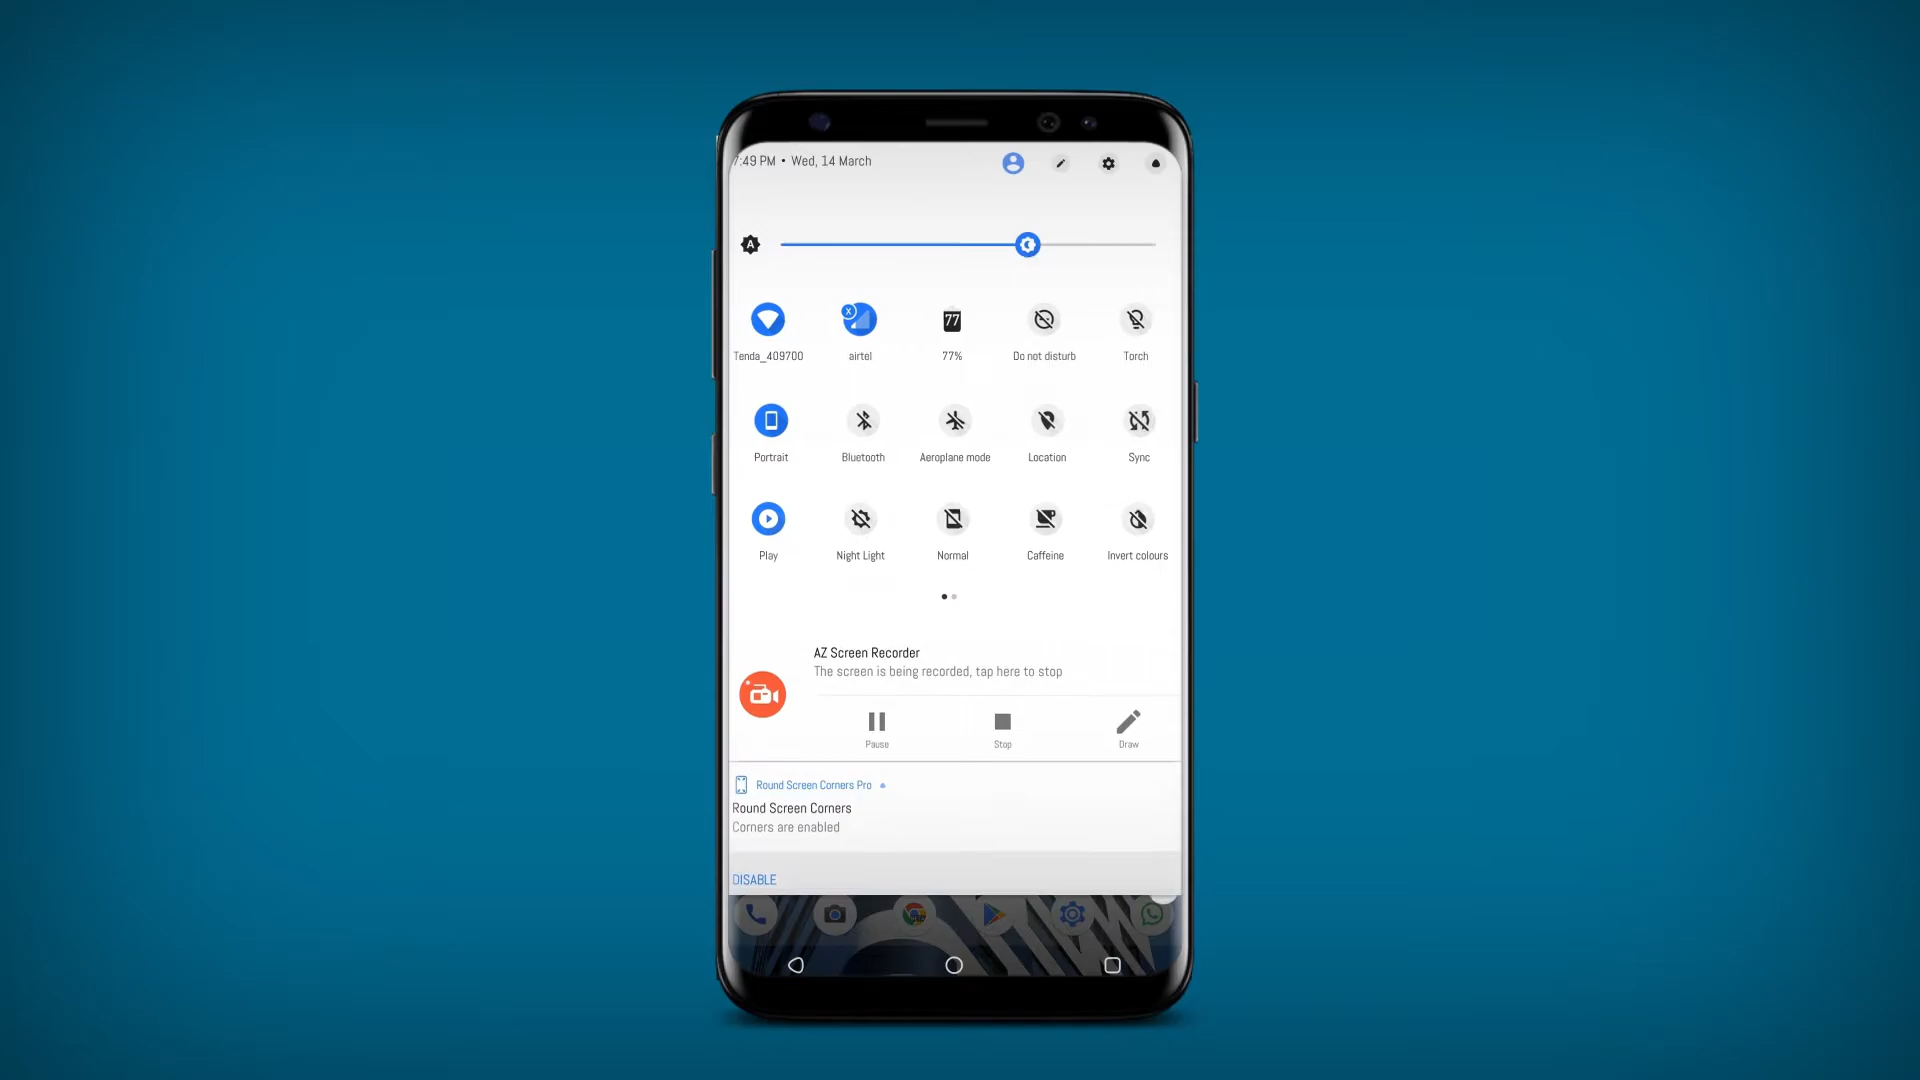 7:49 PM • Wed, 14 March
A
X
77
Tenda_409700
airtel
77%
Do not disturb
Torch
Portrait
Bluetooth
Aeroplane mode
Location
Sync
Play
Night Light
Normal
Caffeine
Invert colours
AZ Screen Recorder
The screen is being recorded, tap here to stop
Pause
Stop
Draw
Round Screen Corners Pro
Round Screen Corners
Corners are enabled
DISABLE